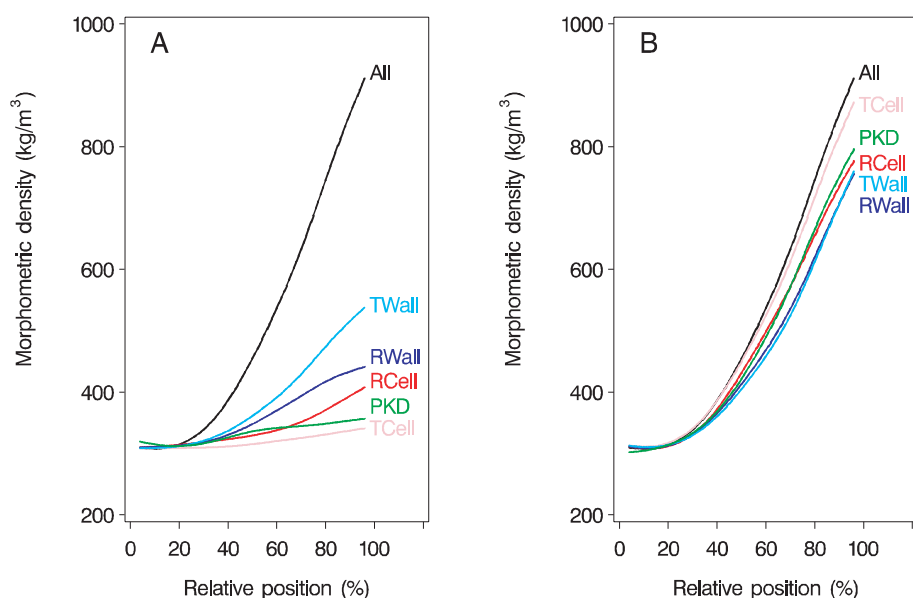 A
Morphometric density (kg/m³)
1000
800
600
400
200
All
TWall
RWall
RCell
PKD
TCell
0 20 40 60 80 100
Relative position (%)
B
Morphometric density (kg/m³)
1000
800
600
400
200
All
TCell
PKD
RCell
TWall
RWall
0 20 40 60 80 100
Relative position (%)